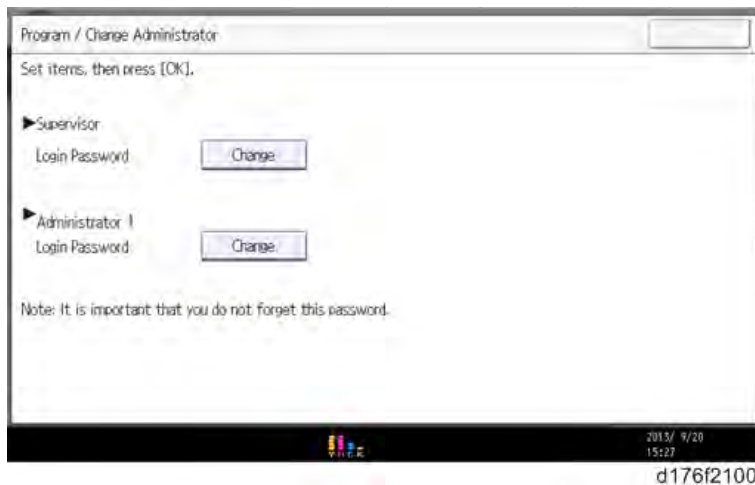 Program / Change Administrator
Set items, then press [OK].
▶Supervisor
Login Password Change
▶Administrator 1
Login Password Change
Note: It is important that you do not forget this password.
Y M C K
2013/ 9/20
15:27
d176f2100